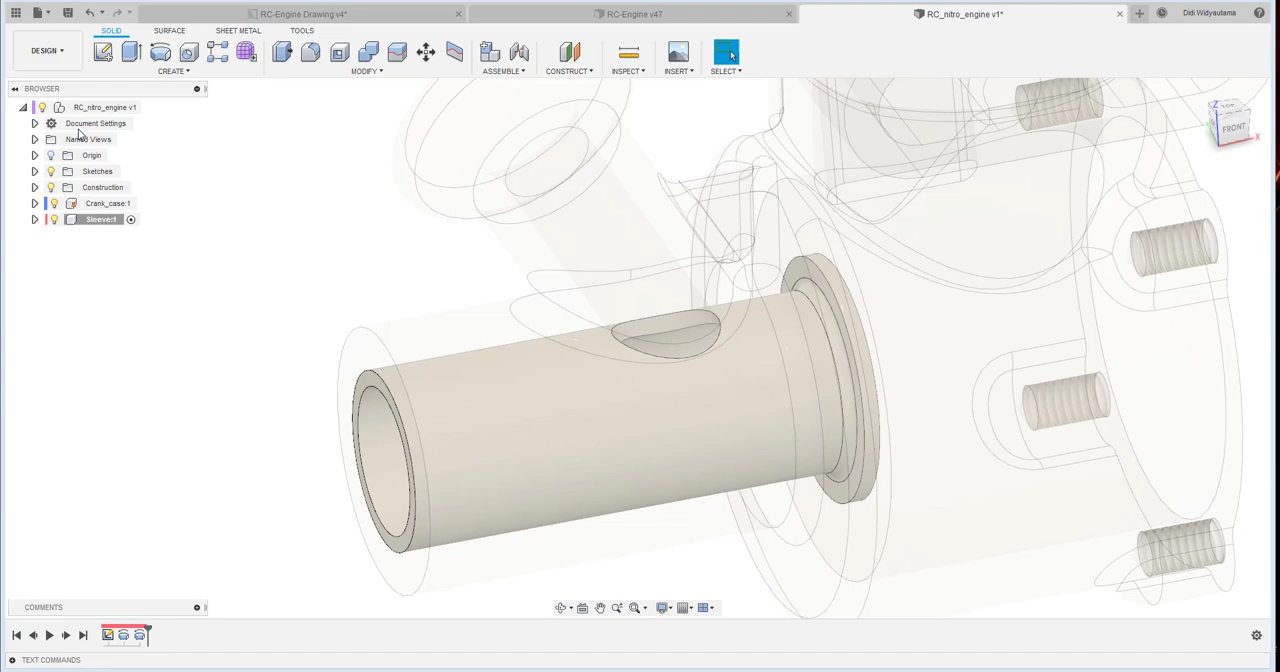 RC-Engine Drawing v4*
RC-Engine v47
RC_nitro_engine v1*
Didi Widyautama
DESIGN
SOLID
SURFACE
SHEET METAL
TOOLS
CREATE
MODIFY
ASSEMBLE
CONSTRUCT
INSPECT
INSERT
SELECT
BROWSER
RC_nitro_engine v1
Document Settings
Named Views
Origin
Sketches
Construction
Crank_case:1
Sleeve:1
Z
FRONT
X
COMMENTS
TEXT COMMANDS